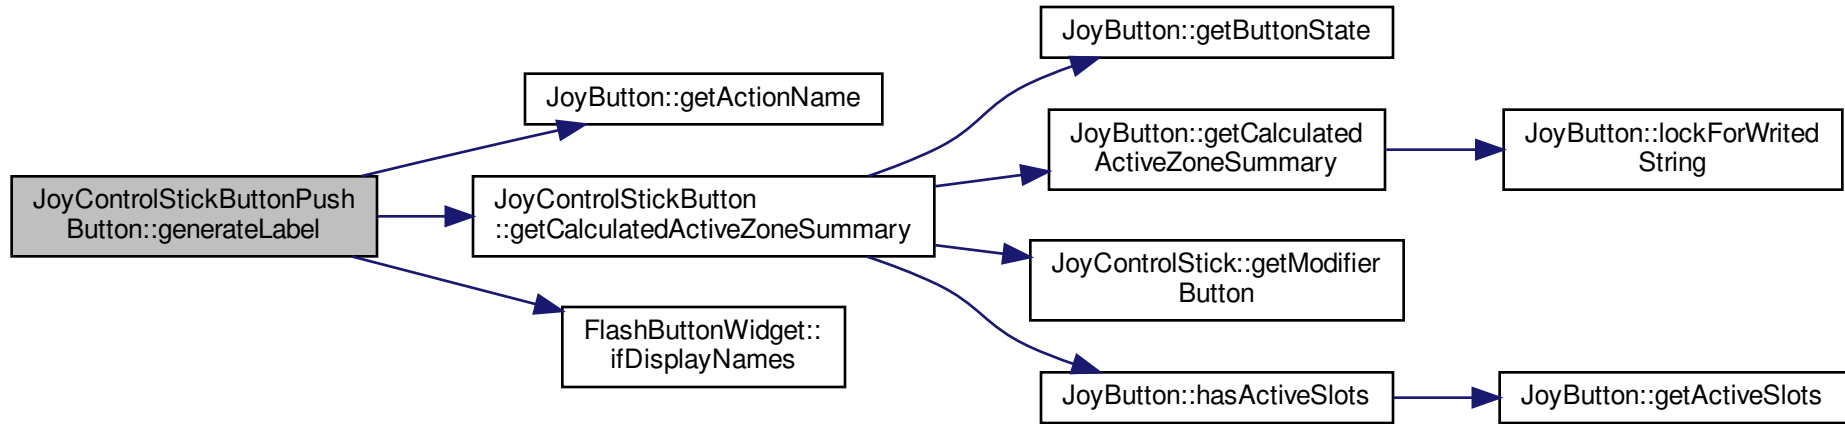 JoyControlStickButtonPush
Button::generateLabel
JoyButton::getActionName
JoyControlStickButton
::getCalculatedActiveZoneSummary
FlashButtonWidget::
ifDisplayNames
JoyButton::getButtonState
JoyButton::getCalculated
ActiveZoneSummary
JoyControlStick::getModifier
Button
JoyButton::hasActiveSlots
JoyButton::lockForWrited
String
JoyButton::getActiveSlots